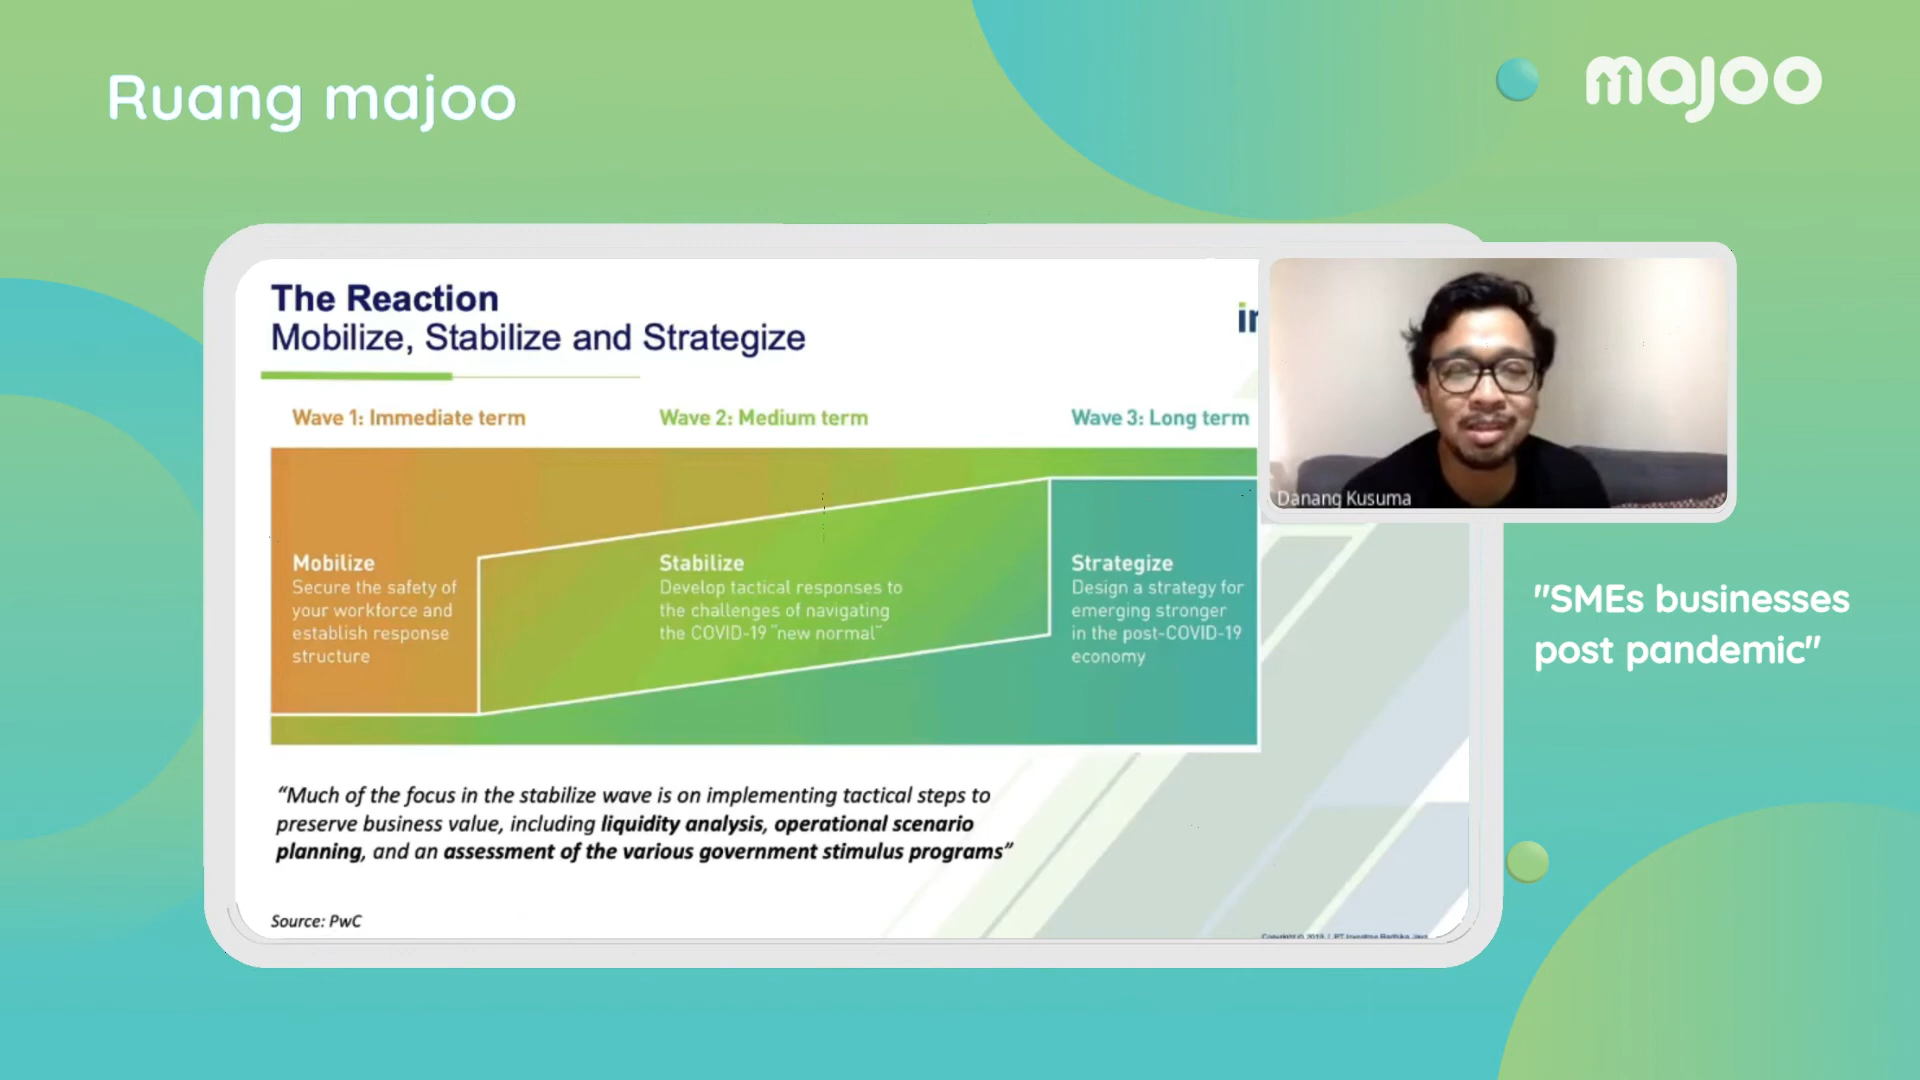 Ruang majoo
majoo
The Reaction
Mobilize, Stabilize and Strategize
Wave 1: Immediate term
Wave 2: Medium term
Wave 3: Long term
Mobilize
Secure the safety of
your workforce and
establish response
structure
Stabilize
Develop tactical responses to
the challenges of navigating
the COVID-19 "new normal"
Strategize
Design a strategy for
emerging stronger
in the post-COVID-19
economy
Danang Kusuma
"SMEs businesses
post pandemic"
“Much of the focus in the stabilize wave is on implementing tactical steps to
preserve business value, including liquidity analysis, operational scenario
planning, and an assessment of the various government stimulus programs”
Source: PwC